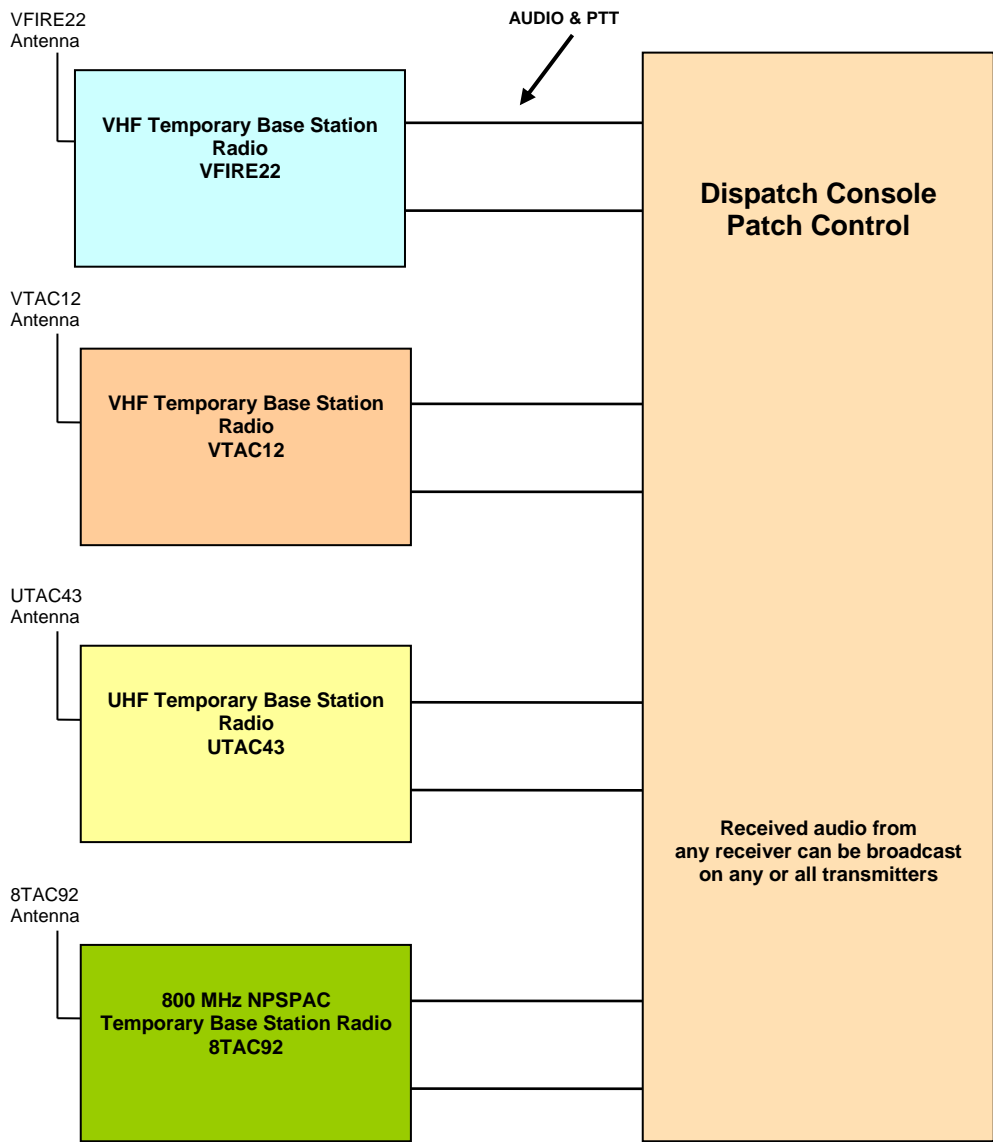 VFIRE22
Antenna
AUDIO & PTT
VHF Temporary Base Station
Radio
VFIRE22
Dispatch Console
Patch Control
VTAC12
Antenna
VHF Temporary Base Station
Radio
VTAC12
UTAC43
Antenna
UHF Temporary Base Station
Radio
UTAC43
Received audio from
any receiver can be broadcast
on any or all transmitters
8TAC92
Antenna
800 MHz NPSPAC
Temporary Base Station Radio
8TAC92